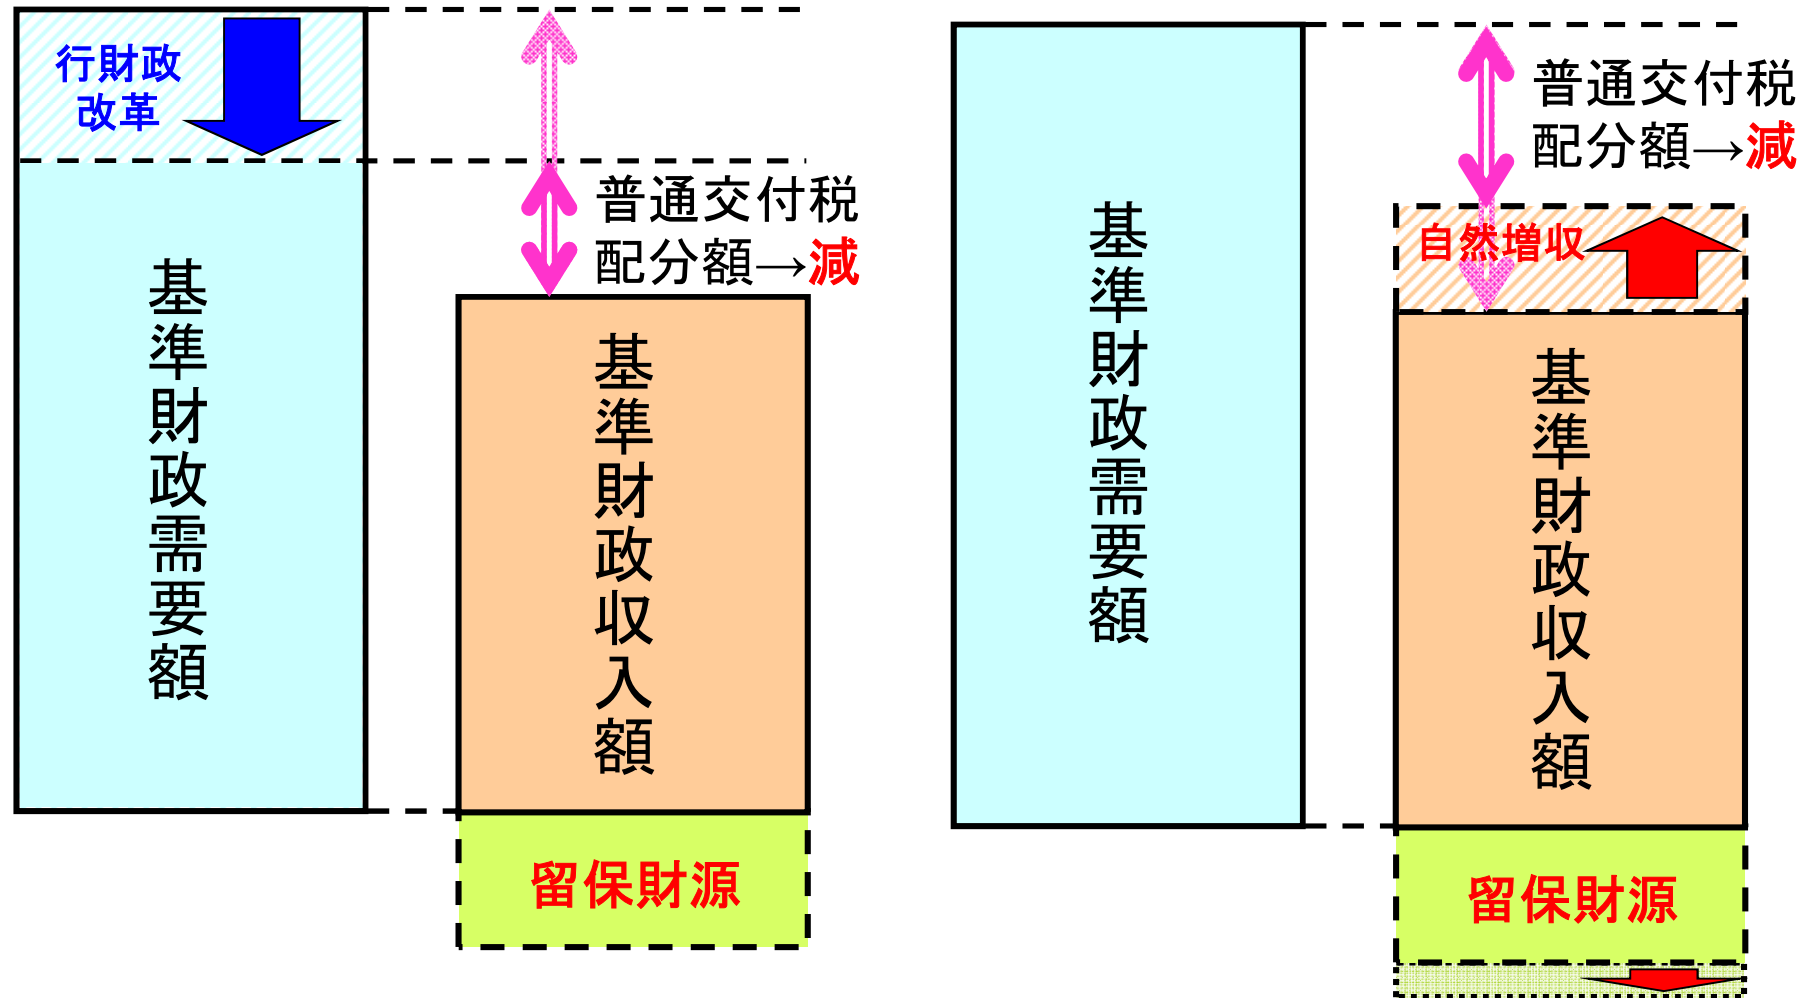 行財政
改革
基準財政需要額
普通交付税
配分額→減
基準財政収入額
留保財源
基準財政需要額
普通交付税
配分額→減
自然増収
基準財政収入額
留保財源